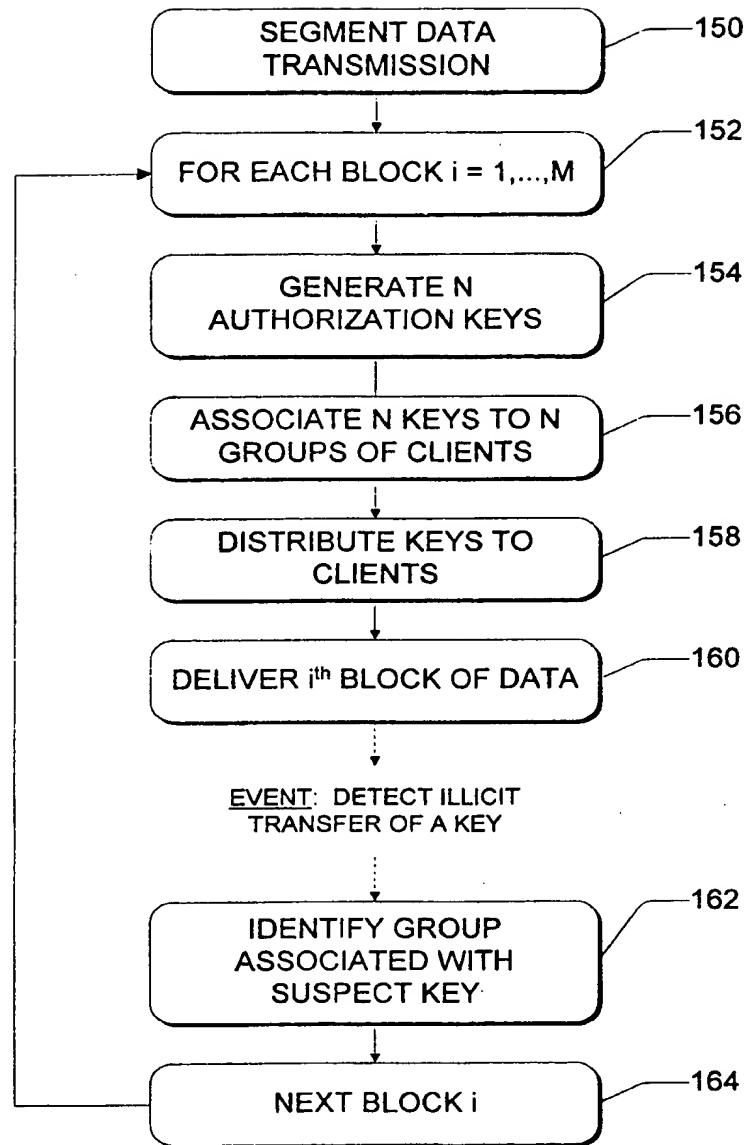 SEGMENT DATA
TRANSMISSION
150
FOR EACH BLOCK i = 1,...,M
152
GENERATE N
AUTHORIZATION KEYS
154
ASSOCIATE N KEYS TO N
GROUPS OF CLIENTS
156
DISTRIBUTE KEYS TO
CLIENTS
158
DELIVER ith BLOCK OF DATA
160
EVENT: DETECT ILLICIT
TRANSFER OF A KEY
IDENTIFY GROUP
ASSOCIATED WITH
SUSPECT KEY
162
NEXT BLOCK i
164